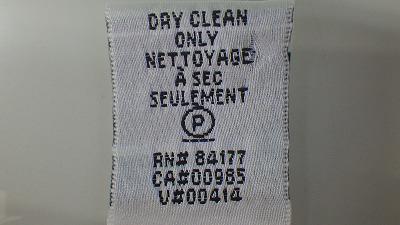 DRY CLEAN
ONLY
NETTOYAGE
À SEC
SEULEMENT
P
RN# 84177
CA#00985
V#00414